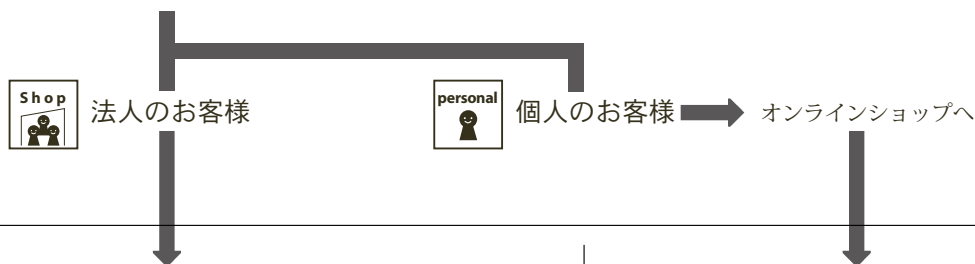 Shop
法人のお客様
personal
個人のお客様
オンラインショップへ